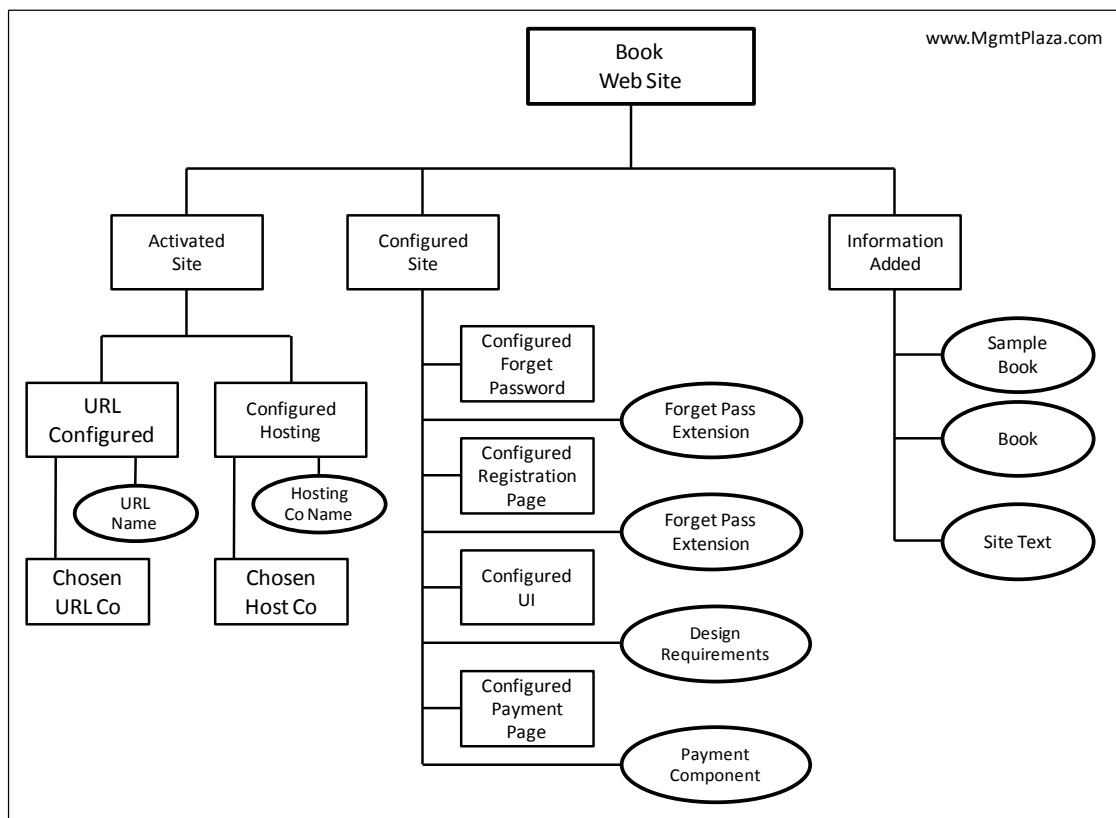 www.MgmtPlaza.com
Book
Web Site
Activated
Site
Configured
Site
Information
Added
URL
Configured
Configured
Hosting
URL
Name
Hosting
Co Name
Chosen
URL Co
Chosen
Host Co
Configured
Forget
Password
Forget Pass
Extension
Configured
Registration
Page
Forget Pass
Extension
Configured
UI
Design
Requirements
Configured
Payment
Page
Payment
Component
Sample
Book
Book
Site Text